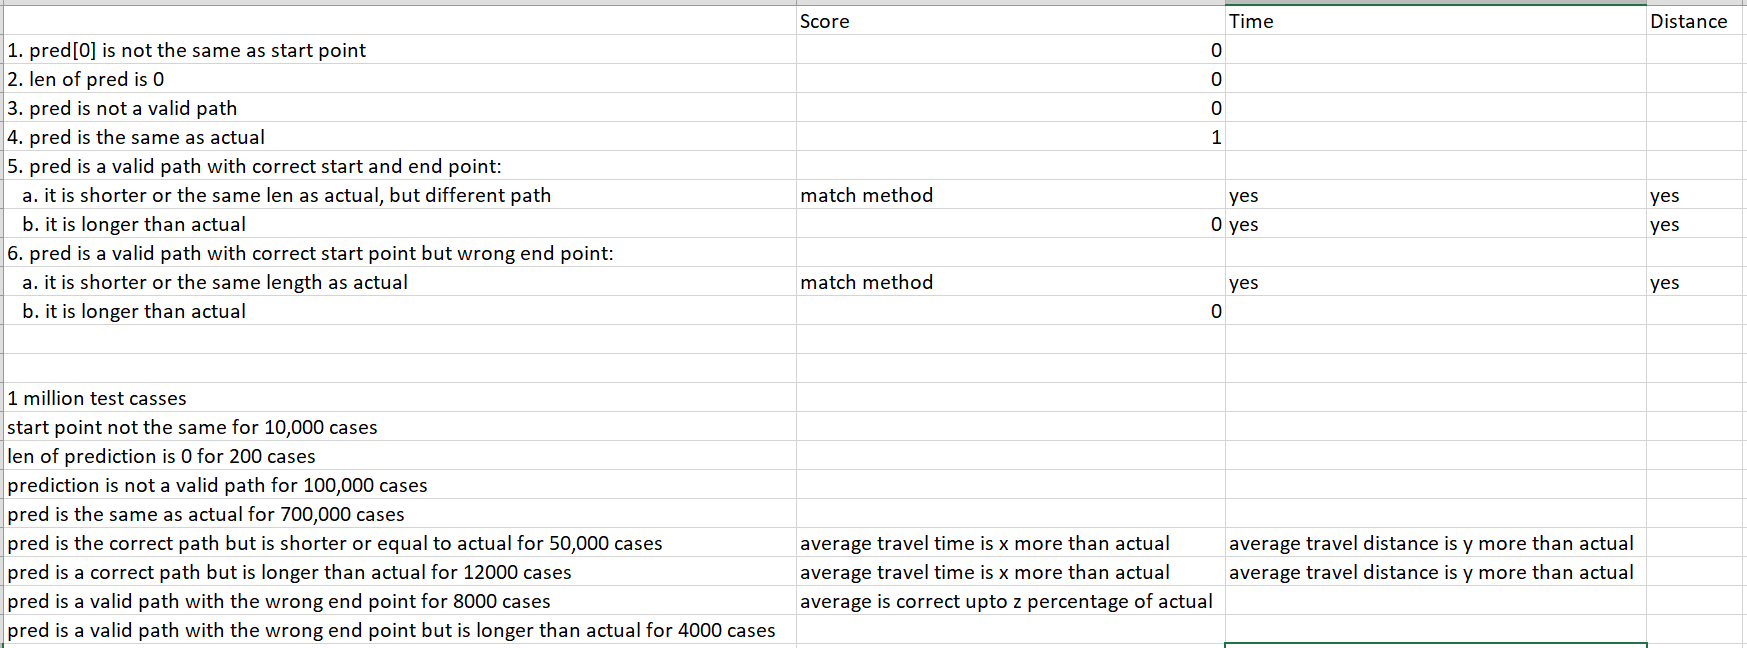 Score Time Distance
1. pred[0] is not the same as start point 0
2. len of pred is 0 0
3. pred is not a valid path 0
4. pred is the same as actual 1
5. pred is a valid path with correct start and end point:
a. it is shorter or the same len as actual, but different path match method yes yes
b. it is longer than actual 0 yes yes
6. pred is a valid path with correct start point but wrong end point:
a. it is shorter or the same length as actual match method yes yes
b. it is longer than actual 0
1 million test casses
start point not the same for 10,000 cases
len of prediction is 0 for 200 cases
prediction is not a valid path for 100,000 cases
pred is the same as actual for 700,000 cases
pred is the correct path but is shorter or equal to actual for 50,000 cases average travel time is x more than actual average travel distance is y more than actual
pred is a correct path but is longer than actual for 12000 cases average travel time is x more than actual average travel distance is y more than actual
pred is a valid path with the wrong end point for 8000 cases average is correct upto z percentage of actual
pred is a valid path with the wrong end point but is longer than actual for 4000 cases